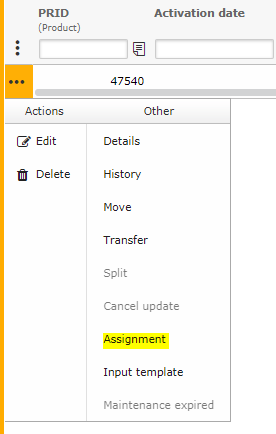 PRID Activation date
(Product)
47540
Actions Other
Edit Details
Delete History
Move
Transfer
Split
Cancel update
Assignment
Input template
Maintenance expired